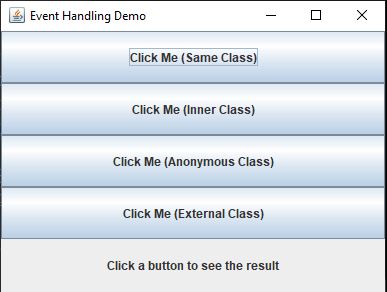 Event Handling Demo
Click Me (Same Class)
Click Me (Inner Class)
Click Me (Anonymous Class)
Click Me (External Class)
Click a button to see the result